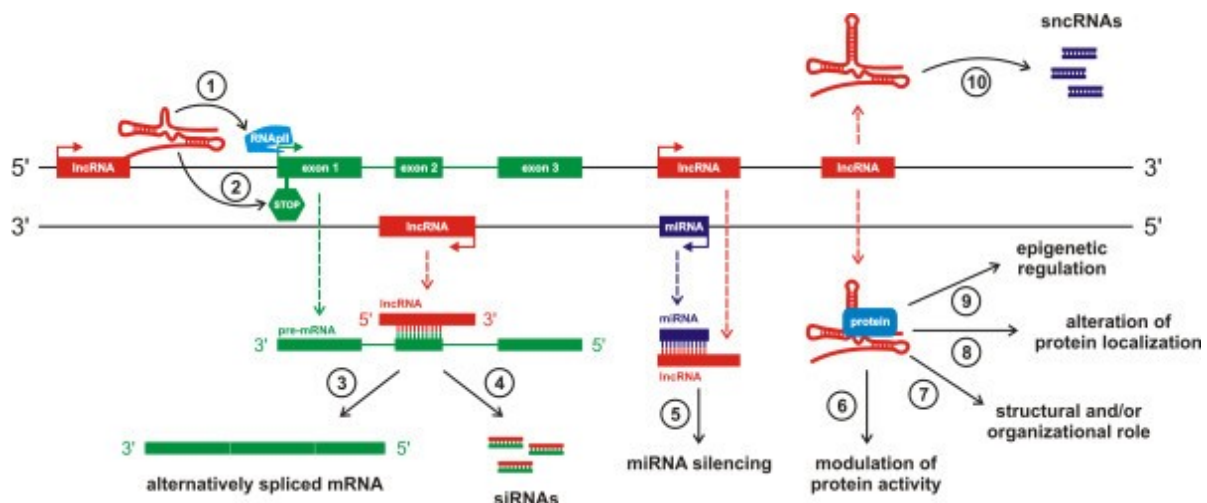 sncRNAs
1
10
RNApII
5'
lncRNA
exon 1
exon 2
exon 3
lncRNA
lncRNA
3'
2
STOP
3'
lncRNA
miRNA
5'
epigenetic
regulation
lncRNA
5'
3'
miRNA
9
protein
pre-mRNA
3'
5'
alteration of
protein localization
8
lncRNA
3
4
5
6
7
structural and/or
organizational role
3'
5'
miRNA silencing
modulation of
protein activity
alternatively spliced mRNA
siRNAs